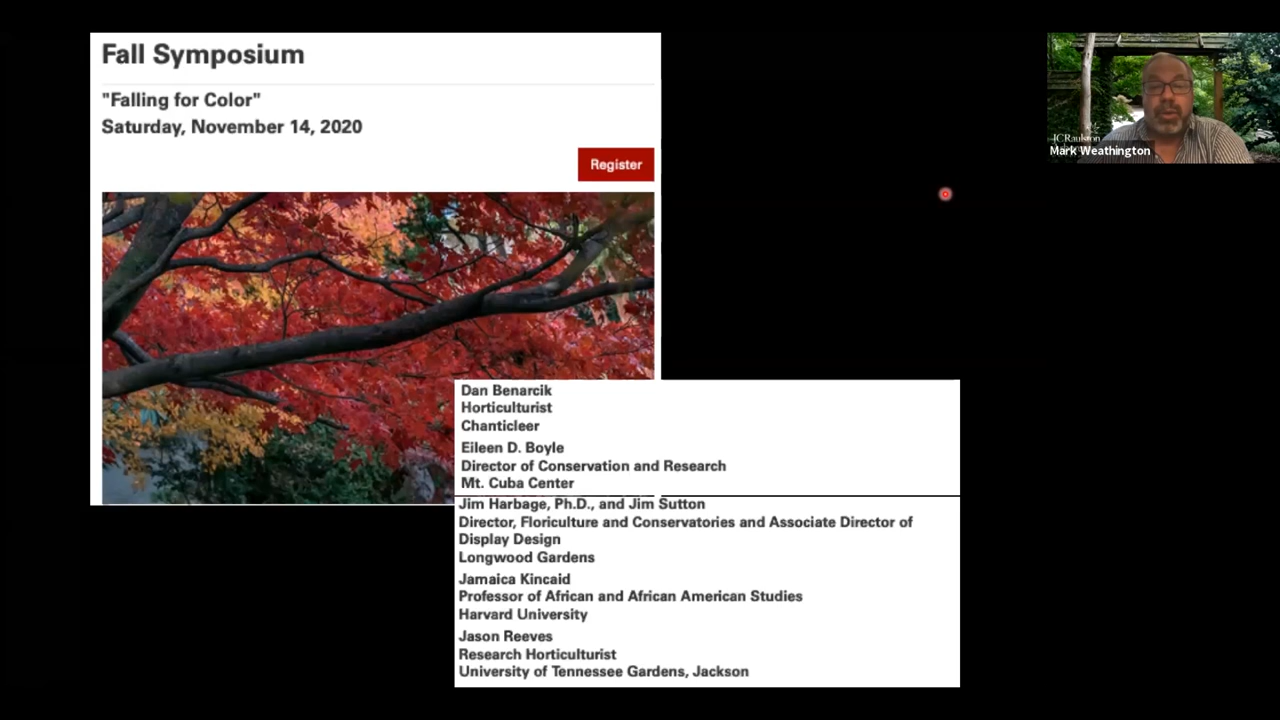 Fall Symposium
"Falling for Color"
Saturday, November 14, 2020
Register
Dan Benarcik
Horticulturist
Chanticleer
Eileen D. Boyle
Director of Conservation and Research
Mt. Cuba Center
Jim Harbage, Ph.D., and Jim Sutton
Director, Floriculture and Conservatories and Associate Director of
Display Design
Longwood Gardens
Jamaica Kincaid
Professor of African and African American Studies
Harvard University
Jason Reeves
Research Horticulturist
University of Tennessee Gardens, Jackson
JC Raulston
Mark Weathington